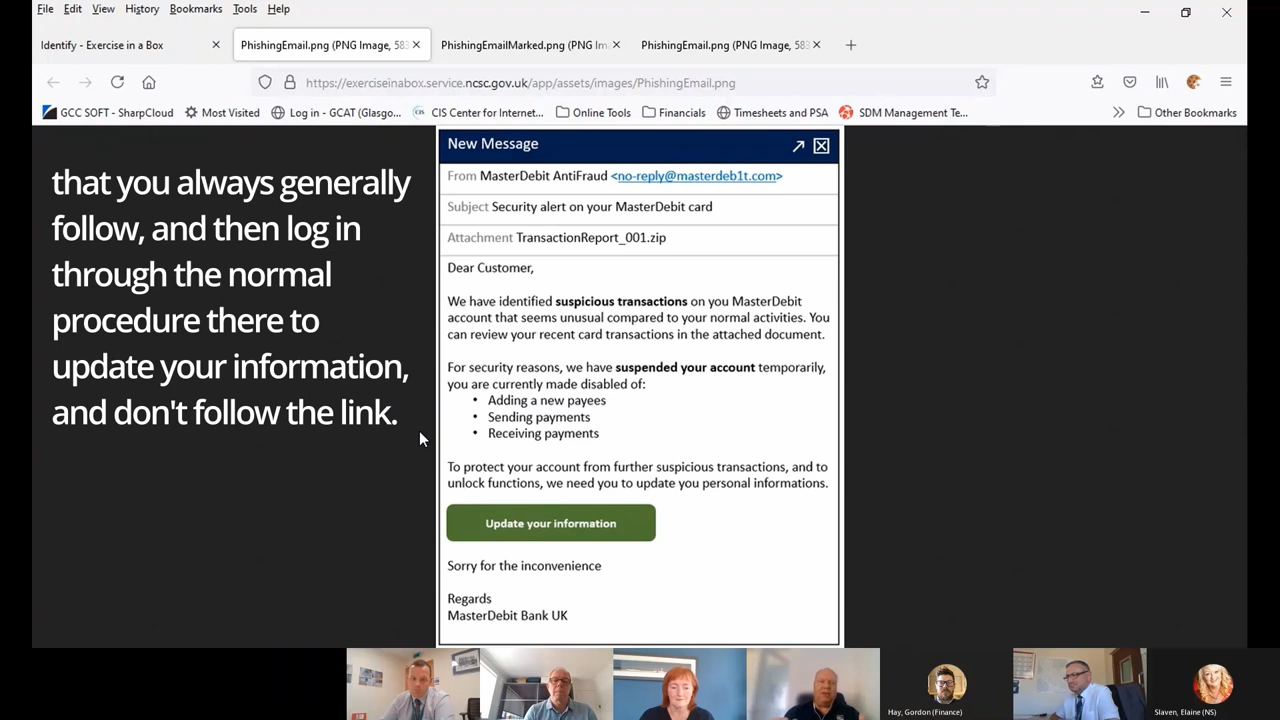 File Edit View History Bookmarks Tools Help
Identify - Exercise in a Box
PhishingEmail.png (PNG Image, 583
PhishingEmailMarked.png (PNG Im
PhishingEmail.png (PNG Image, 583
https://exerciseinabox.service.ncsc.gov.uk/app/assets/images/PhishingEmail.png
GCC SOFT - SharpCloud Most Visited Log in - GCAT (Glasgo... CIS CIS Center for Internet... Online Tools Financials Timesheets and PSA SDM Management Te... Other Bookmarks
that you always generally
follow, and then log in
through the normal
procedure there to
update your information,
and don't follow the link.
New Message
From MasterDebit AntiFraud <no-reply@masterdeb1t.com>
Subject Security alert on your MasterDebit card
Attachment TransactionReport_001.zip
Dear Customer,
We have identified suspicious transactions on you MasterDebit
account that seems unusual compared to your normal activities. You
can review your recent card transactions in the attached document.
For security reasons, we have suspended your account temporarily,
you are currently made disabled of:
• Adding a new payees
• Sending payments
• Receiving payments
To protect your account from further suspicious transactions, and to
unlock functions, we need you to update you personal informations.
Update your information
Sorry for the inconvenience
Regards
MasterDebit Bank UK
Hay, Gordon (Finance)
Slaven, Elaine (NS)